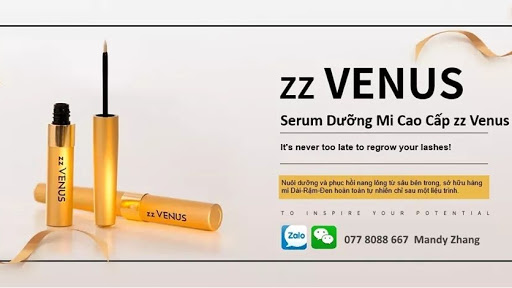 zz VENUS
zz VENUS
zz VENUS
Serum Dưỡng Mi Cao Cấp zz Venus
It's never too late to regrow your lashes!
Nuôi dưỡng và phục hồi nang lông từ sâu bên trong, sở hữu hàng
mi Dài-Rậm-Đen hoàn toàn tự nhiên chỉ sau một liệu trình.
TO INSPIRE YOUR POTENTIAL
Zalo
077 8088 667 Mandy Zhang